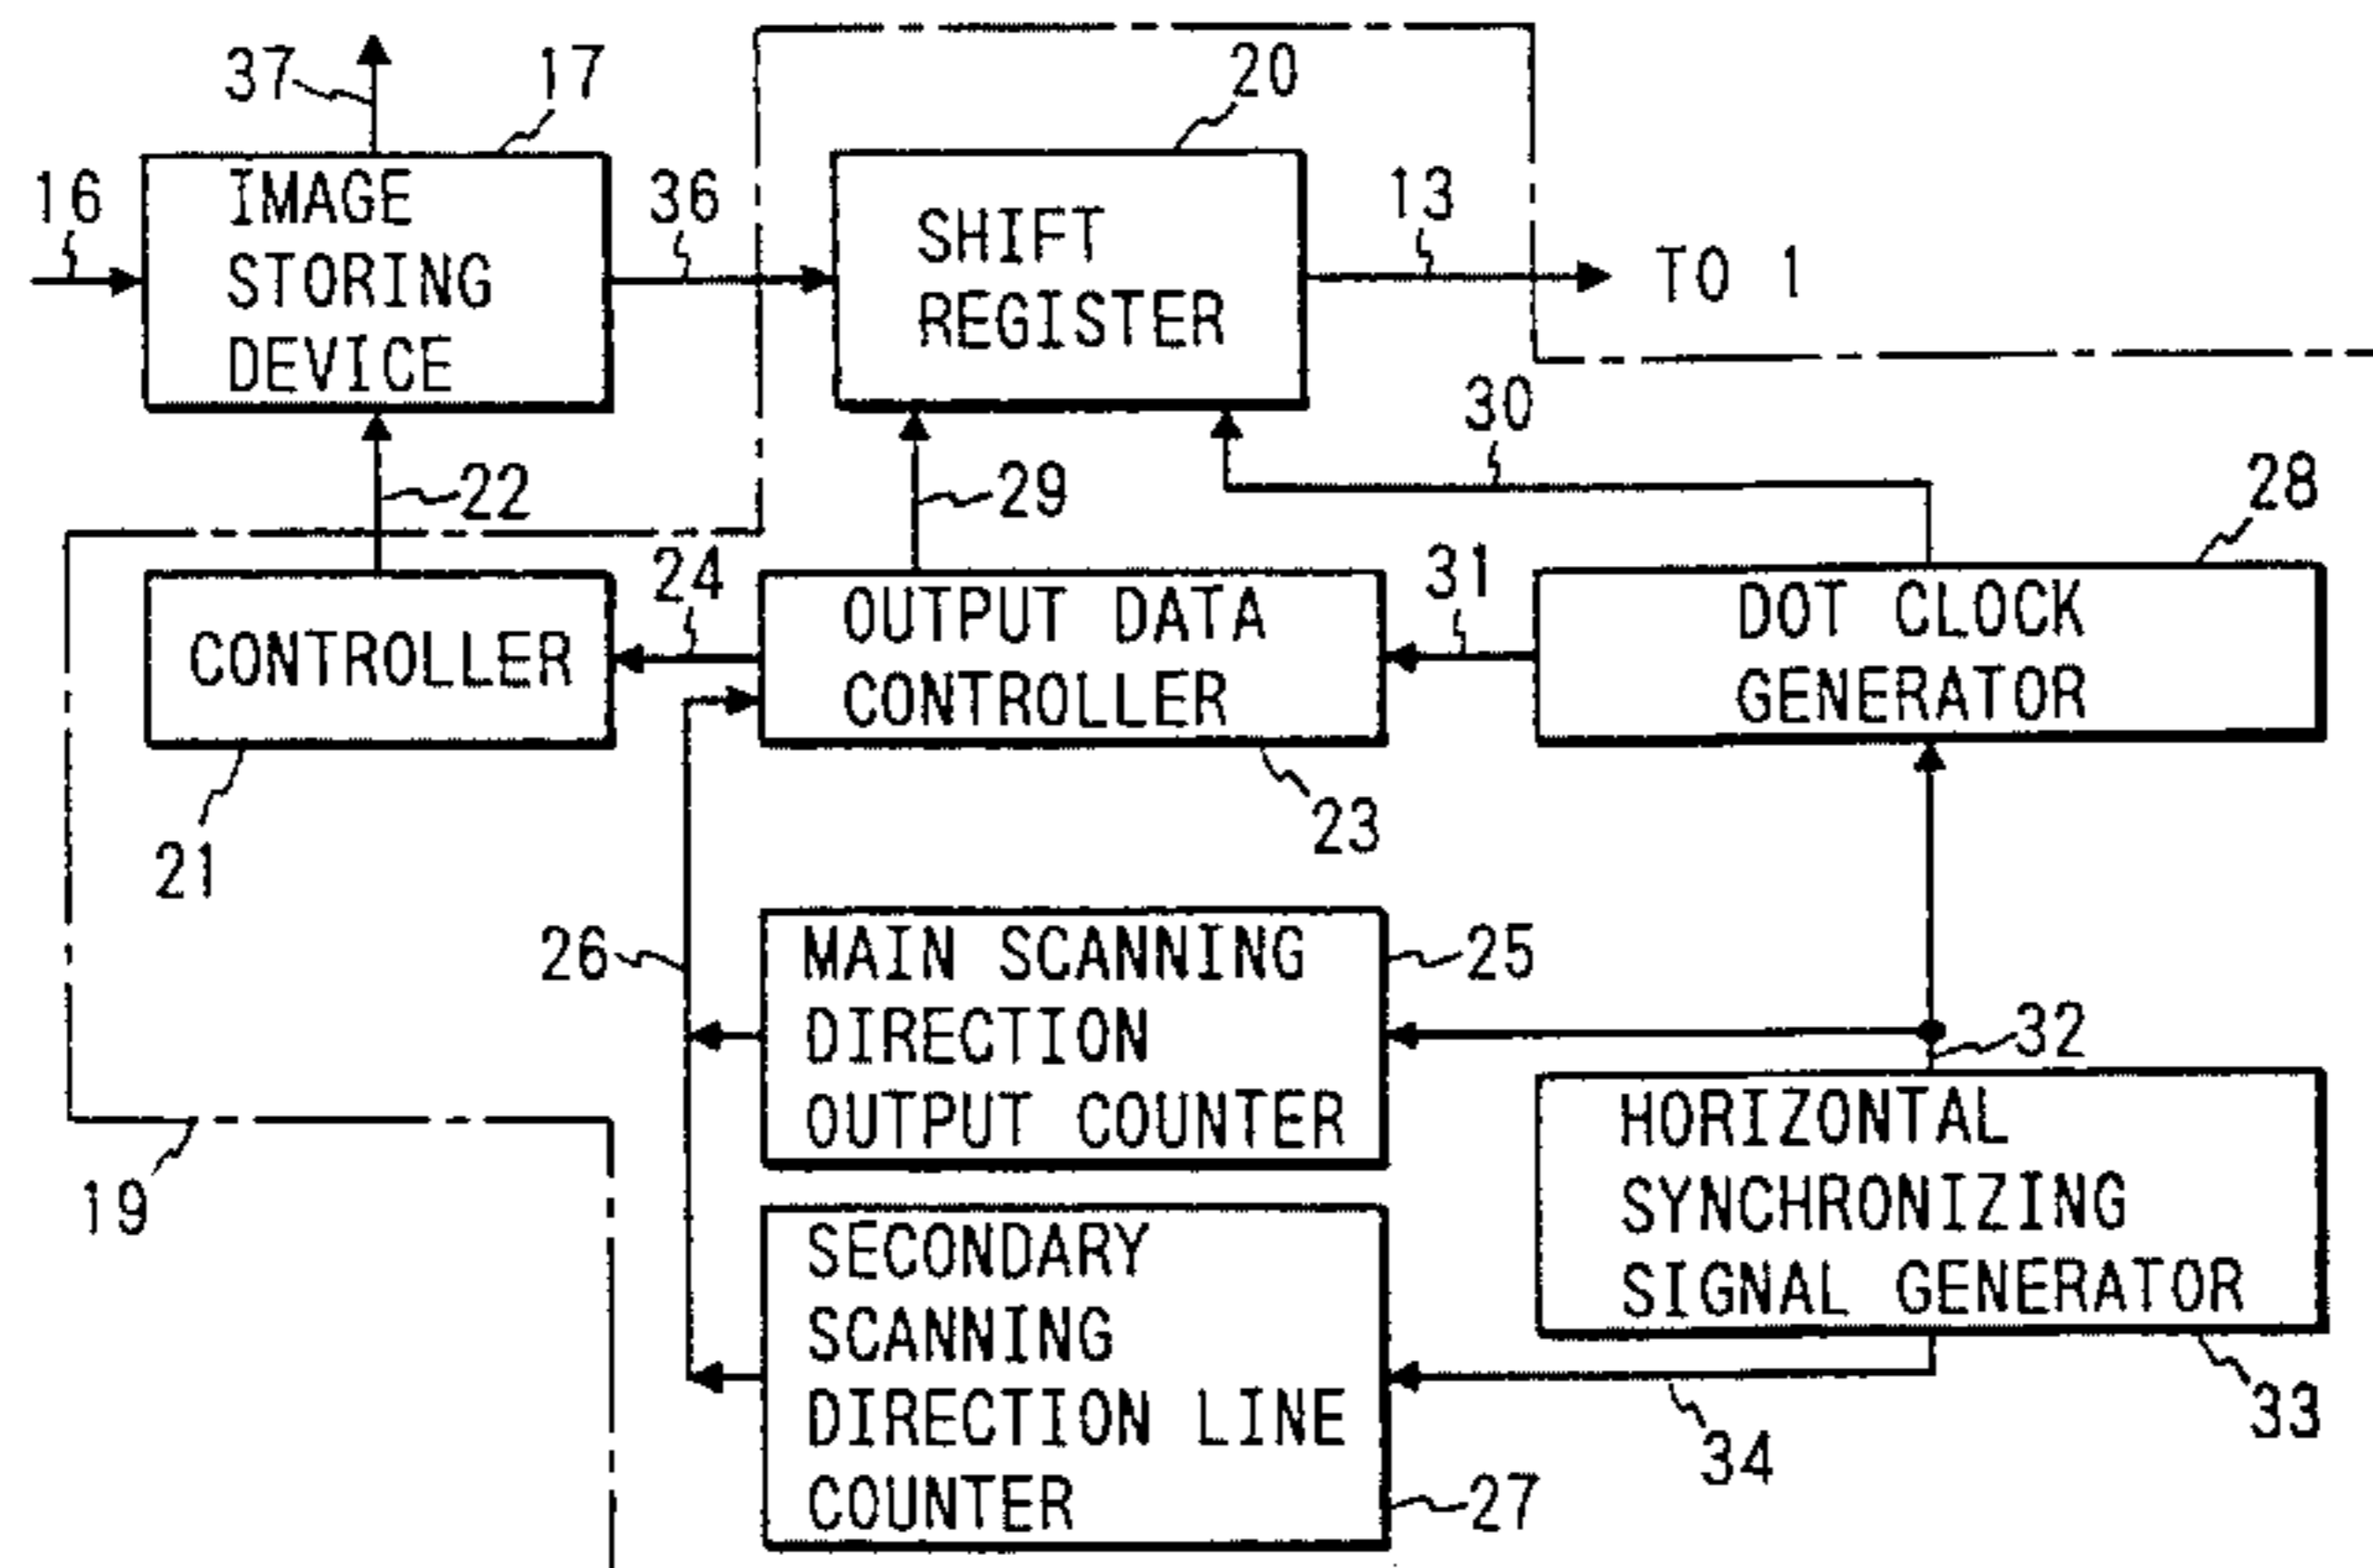 37
17
20
16
IMAGE
STORING
DEVICE
36
SHIFT
REGISTER
13
TO 1
30
22
29
28
24
31
CONTROLLER
OUTPUT DATA
CONTROLLER
DOT CLOCK
GENERATOR
21
23
26
MAIN SCANNING
DIRECTION
OUTPUT COUNTER
25
32
19
SECONDARY
SCANNING
DIRECTION LINE
COUNTER
HORIZONTAL
SYNCHRONIZING
SIGNAL GENERATOR
34
33
27